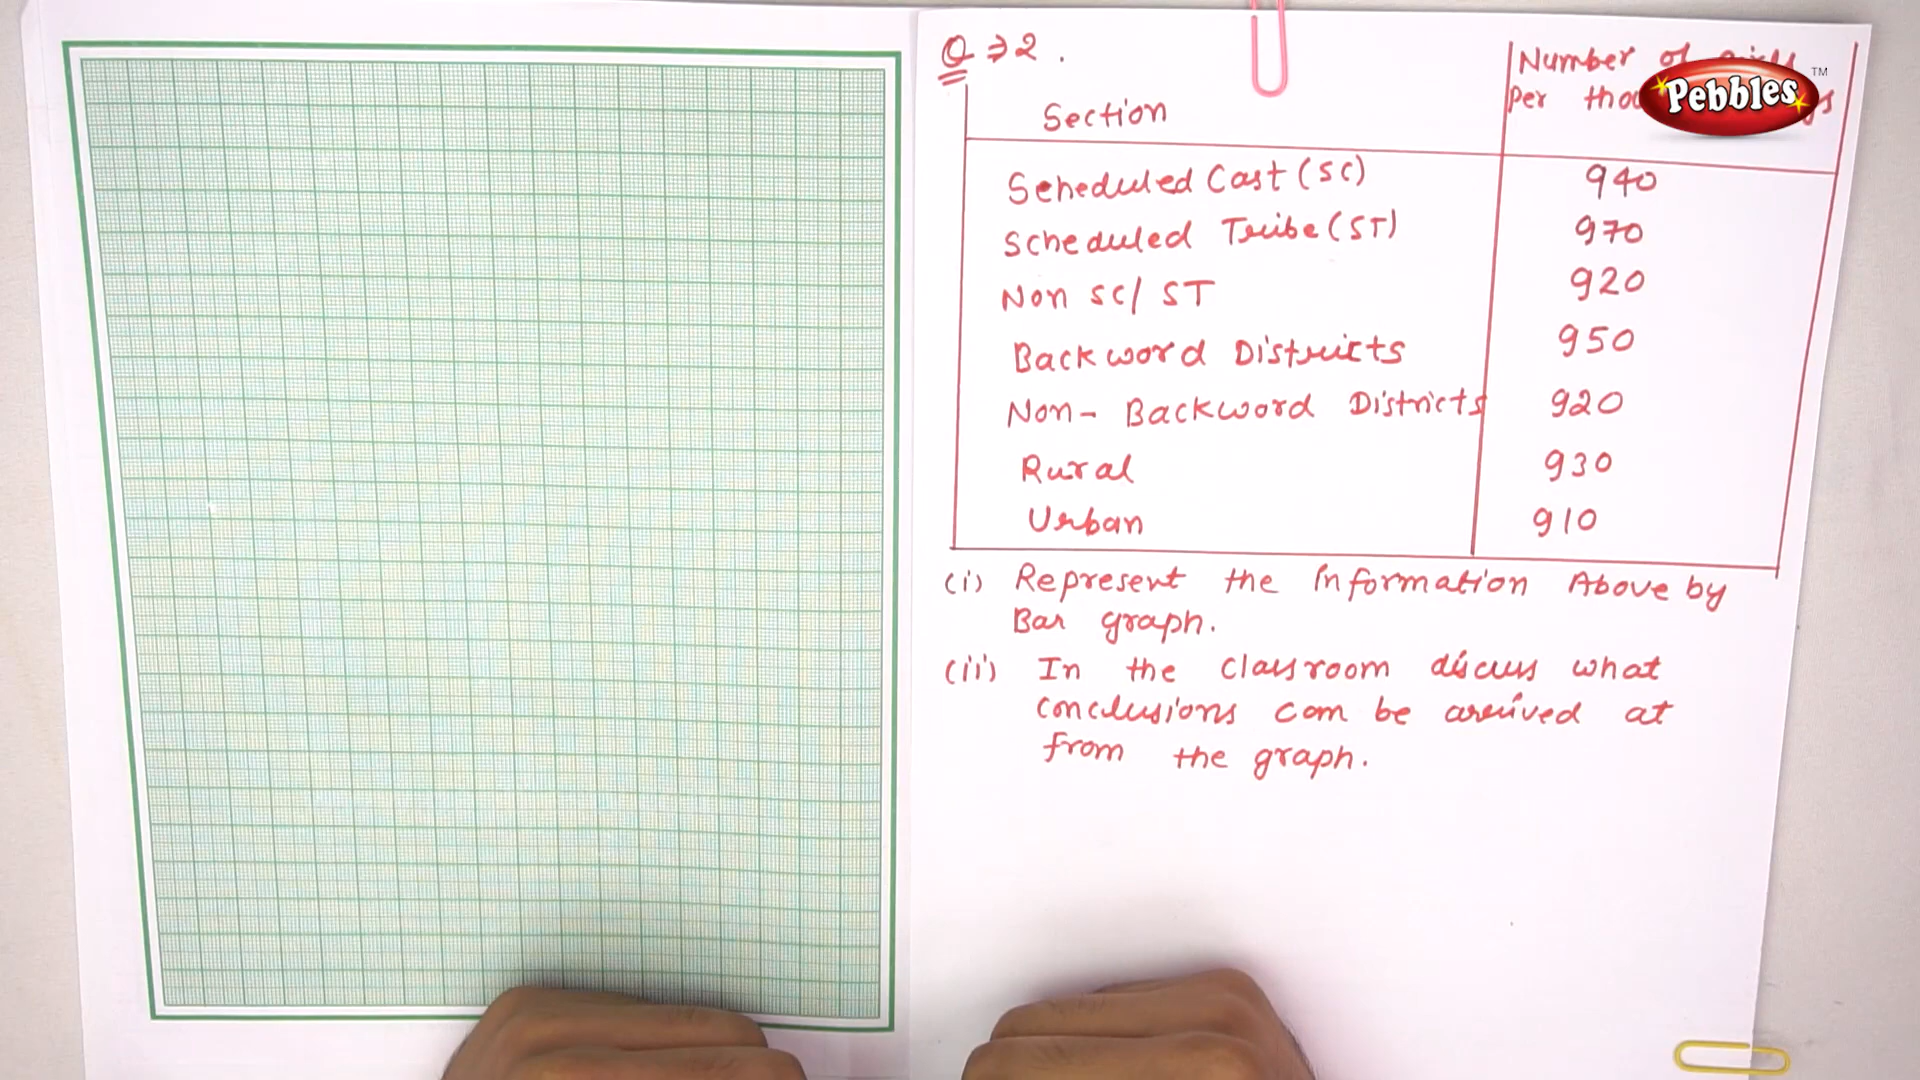 Q → 2.
Number of
Per
Pebbles TM
Section
Scheduled Cast (SC) 940
Scheduled Tribe (ST) 970
Non SC/ ST 920
Backword Districts 950
Non- Backword Districts 920
Rural 930
Urban 910
(i) Represent the Information Above by
Bar graph.
(ii) In the classroom discuss what
conclusions can be arrived at
from the graph.